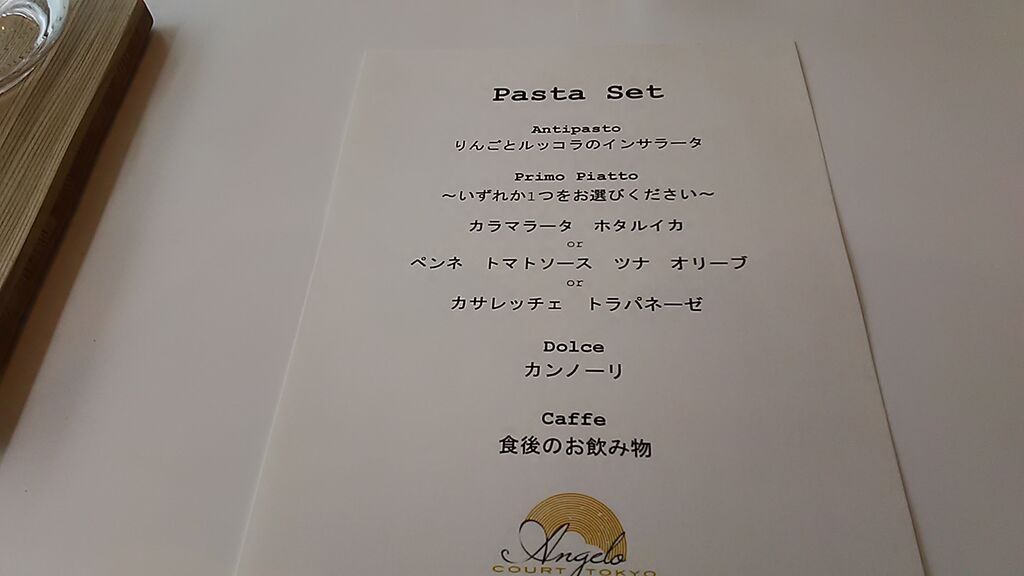 Pasta Set
Antipasto
りんごとルッコラのインサラータ
Primo Piatto
～いずれか1つをお選びください～
カラマラータ　ホタルイカ
or
ペンネ　トマトソース　ツナ　オリーブ
or
カサレッチェ　トラパネーゼ
Dolce
カンノーリ
Caffe
食後のお飲み物
Angelo
COURT TOKYO